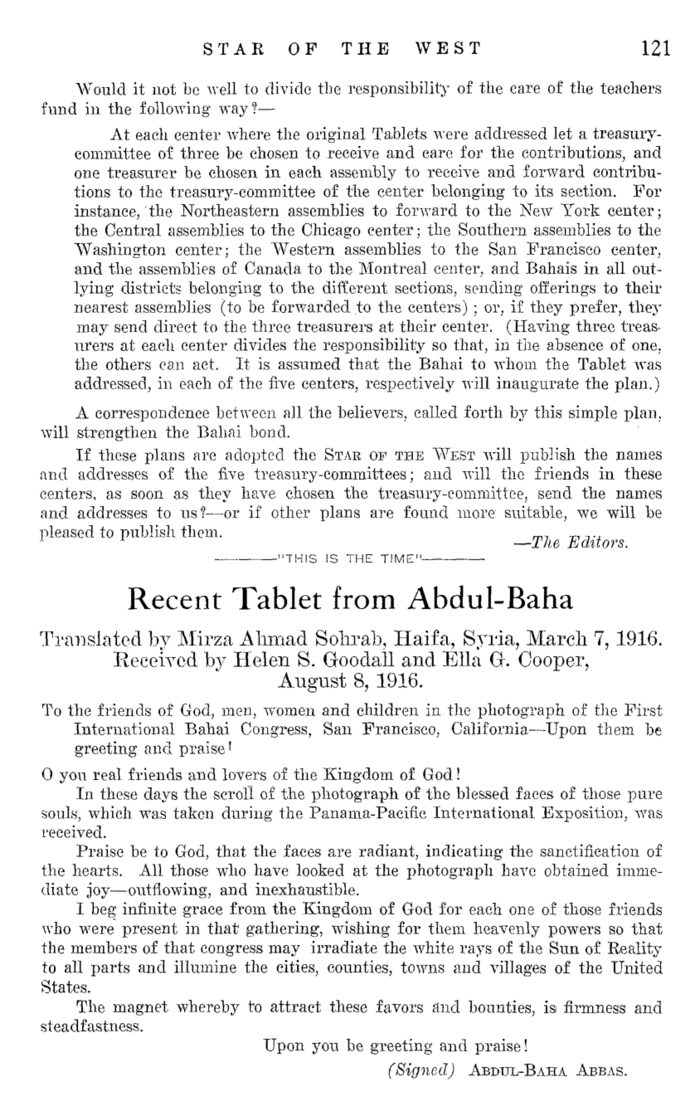 STAR OF THE WEST 121
Would it not be well to divide the responsibility of the care of the teachers
fund in the following way?—
At each center where the original Tablets were addressed let a treasury-
committee of three be chosen to receive and care for the contributions, and
one treasurer be chosen in each assembly to receive and forward contribu-
tions to the treasury-committee of the center belonging to its section. For
instance, the Northeastern assemblies to forward to the New York center;
the Central assemblies to the Chicago center; the Southern assemblies to the
Washington center; the Western assemblies to the San Francisco center,
and the assemblies of Canada to the Montreal center, and Bahais in all out-
lying districts belonging to the different sections, sending offerings to their
nearest assemblies (to be forwarded to the centers); or, if they prefer, they
may send direct to the three treasurers at their center. (Having three treas-
urers at each center divides the responsibility so that, in the absence of one,
the others can act. It is assumed that the Bahai to whom the Tablet was
addressed, in each of the five centers, respectively will inaugurate the plan.)
A correspondence between all the believers, called forth by this simple plan,
will strengthen the Bahai bond.
If these plans are adopted the STAR OF THE WEST will publish the names
and addresses of the five treasury-committees; and will the friends in these
centers, as soon as they have chosen the treasury-committee, send the names
and addresses to us?—or if other plans are found more suitable, we will be
pleased to publish them.
—The Editors.
"THIS IS THE TIME"
Recent Tablet from Abdul-Baha
Translated by Mirza Ahmad Sohrab, Haifa, Syria, March 7, 1916.
Received by Helen S. Goodall and Ella G. Cooper,
August 8, 1916.
To the friends of God, men, women and children in the photograph of the First
International Bahai Congress, San Francisco, California—Upon them be
greeting and praise!
O you real friends and lovers of the Kingdom of God!
In these days the scroll of the photograph of the blessed faces of those pure
souls, which was taken during the Panama-Pacific International Exposition, was
received.
Praise be to God, that the faces are radiant, indicating the sanctification of
the hearts. All those who have looked at the photograph have obtained imme-
diate joy—outflowing, and inexhaustible.
I beg infinite grace from the Kingdom of God for each one of those friends
who were present in that gathering, wishing for them heavenly powers so that
the members of that congress may irradiate the white rays of the Sun of Reality
to all parts and illumine the cities, counties, towns and villages of the United
States.
The magnet whereby to attract these favors and bounties, is firmness and
steadfastness.
Upon you be greeting and praise!
(Signed) ABDUL-BAHA ABBAS.